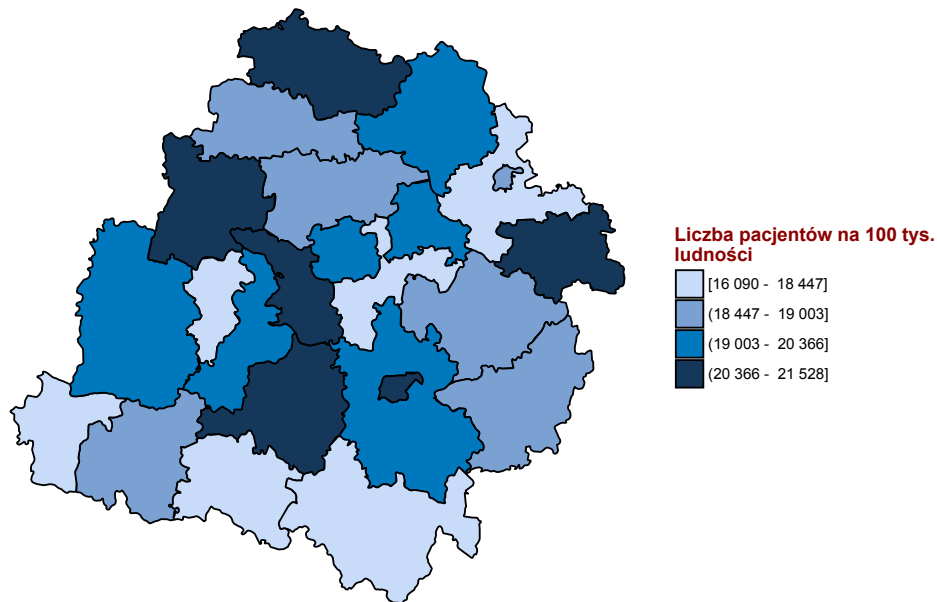 Liczba pacjentów na 100 tys.
ludności
[16 090 - 18 447]
(18 447 - 19 003]
(19 003 - 20 366]
(20 366 - 21 528]